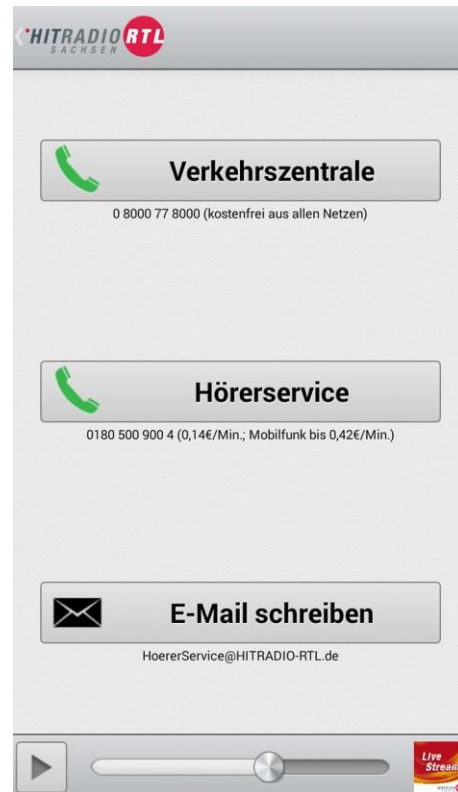 HITRADIO RTL
SACHSEN
Verkehrszentrale
0 8000 77 8000 (kostenfrei aus allen Netzen)
Hörerservice
0180 500 900 4 (0,14€/Min.; Mobilfunk bis 0,42€/Min.)
E-Mail schreiben
HoererService@HITRADIO-RTL.de
Live
Stream